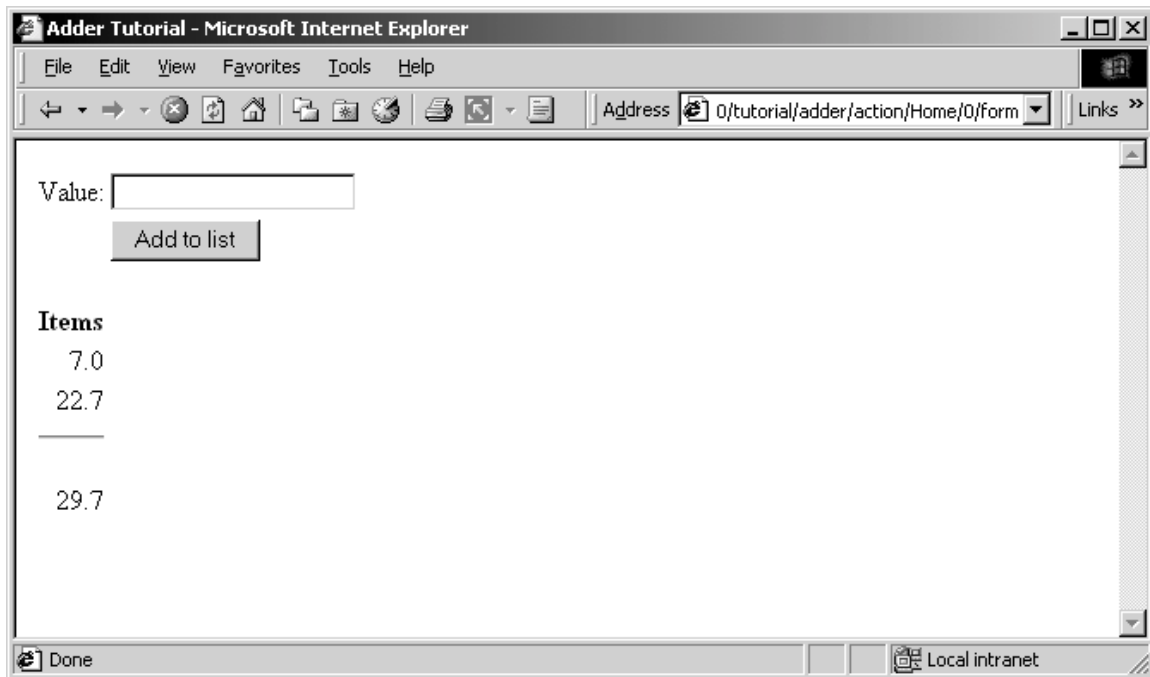 Adder Tutorial - Microsoft Internet Explorer
File Edit View Favorites Tools Help
Address 0/tutorial/adder/action/Home/0/form Links »
Value:
Add to list
Items
7.0
22.7
29.7
Done Local intranet